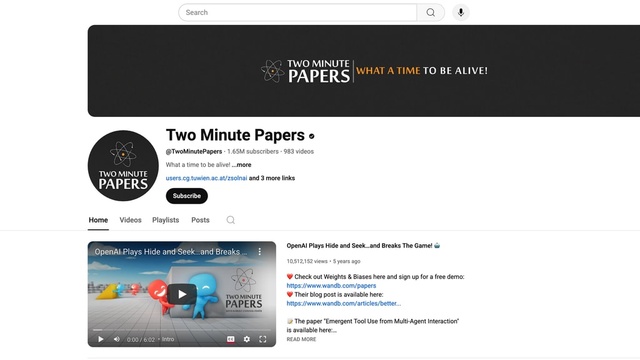 Search
TWO MINUTE
PAPERS
WHAT A TIME TO BE ALIVE!
TWO MINUTE
PAPERS
Two Minute Papers
@TwoMinutePapers · 1.65M subscribers · 983 videos
What a time to be alive! ...more
users.cg.tuwien.ac.at/zsolnai and 3 more links
Subscribe
Home Videos Playlists Posts
OpenAI Plays Hide and Seek...and Breaks ...
TWO MINUTE
PAPERS
0:00 / 6:02 • Intro
OpenAI Plays Hide and Seek...and Breaks The Game!
10,512,152 views • 5 years ago
Check out Weights & Biases here and sign up for a free demo:
https://www.wandb.com/papers
Their blog post is available here:
https://www.wandb.com/articles/better...
The paper "Emergent Tool Use from Multi-Agent Interaction"
is available here:...
READ MORE